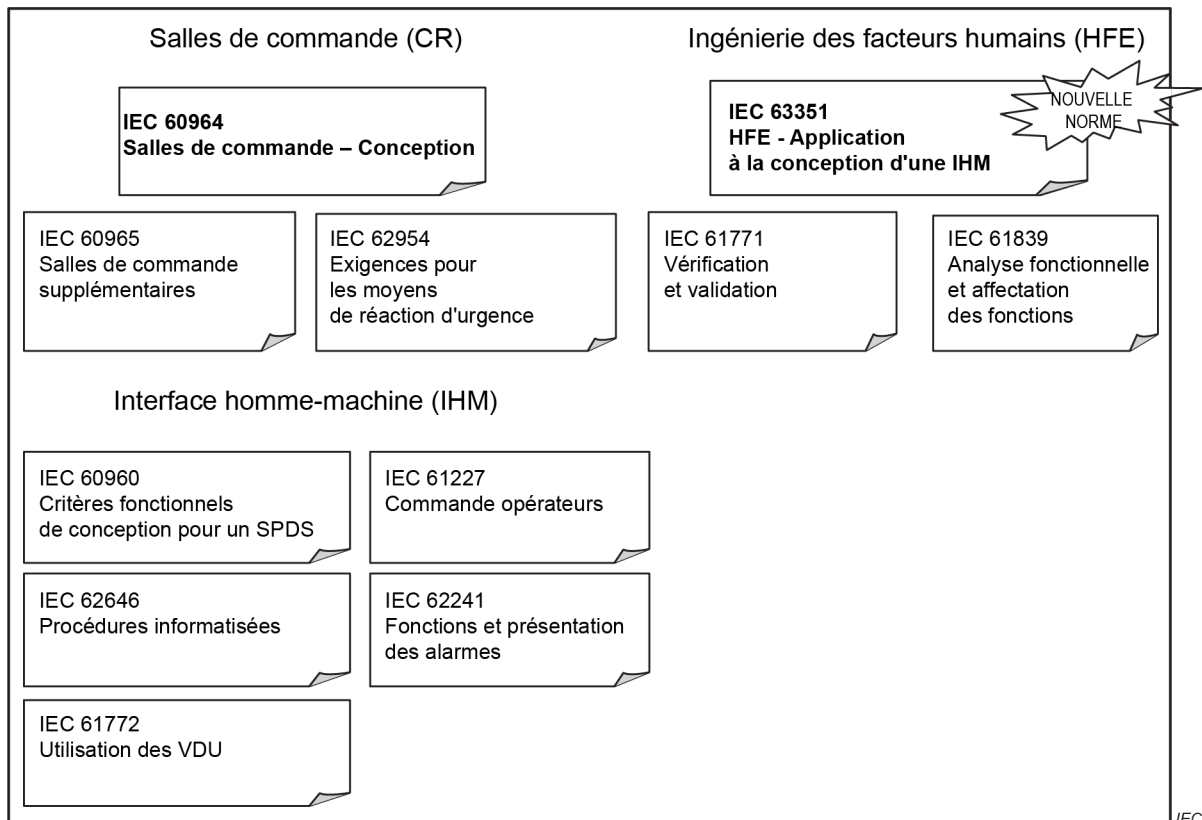 Salles de commande (CR)
Ingénierie des facteurs humains (HFE)
IEC 60964
Salles de commande – Conception
IEC 63351
HFE - Application
à la conception d'une IHM
NOUVELLE
NORME
IEC 60965
Salles de commande
supplémentaires
IEC 62954
Exigences pour
les moyens
de réaction d'urgence
IEC 61771
Vérification
et validation
IEC 61839
Analyse fonctionnelle
et affectation
des fonctions
Interface homme-machine (IHM)
IEC 60960
Critères fonctionnels
de conception pour un SPDS
IEC 61227
Commande opérateurs
IEC 62646
Procédures informatisées
IEC 62241
Fonctions et présentation
des alarmes
IEC 61772
Utilisation des VDU
IEC